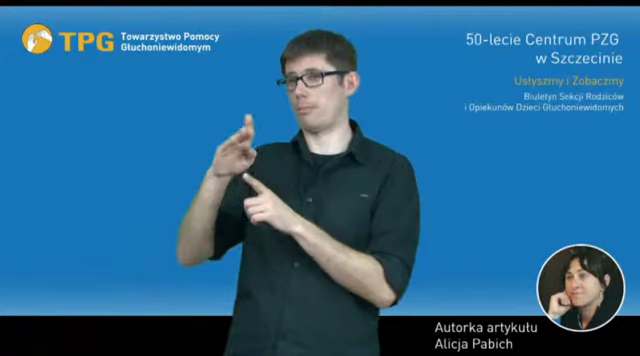 TPG
Towarzystwo Pomocy
Głuchoniewidomym
50-lecie Centrum PZG
w Szczecinie
Usłyszmy i Zobaczmy
Biuletyn Sekcji Rodziców
i Opiekunów Dzieci Głuchoniewidomych
Autorka artykułu
Alicja Pabich